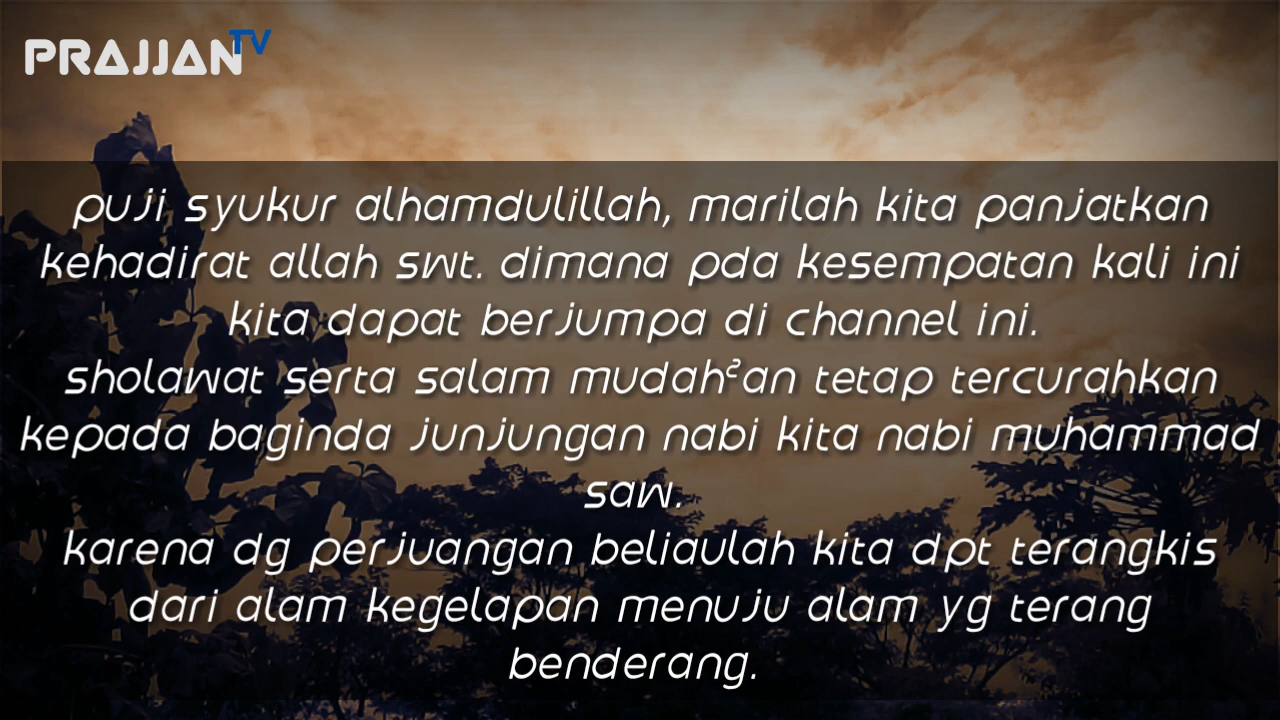 PRAJJAN TV
puji syukur alhamdulillah, marilah kita panjatkan
kehadirat allah swt. dimana pda kesempatan kali ini
kita dapat berjumpa di channel ini.
sholawat serta salam mudah²an tetap tercurahkan
kepada baginda junjungan nabi kita nabi muhammad
saw.
karena dg perjuangan beliaulah kita dpt terangkis
dari alam kegelapan menuju alam yg terang
benderang.